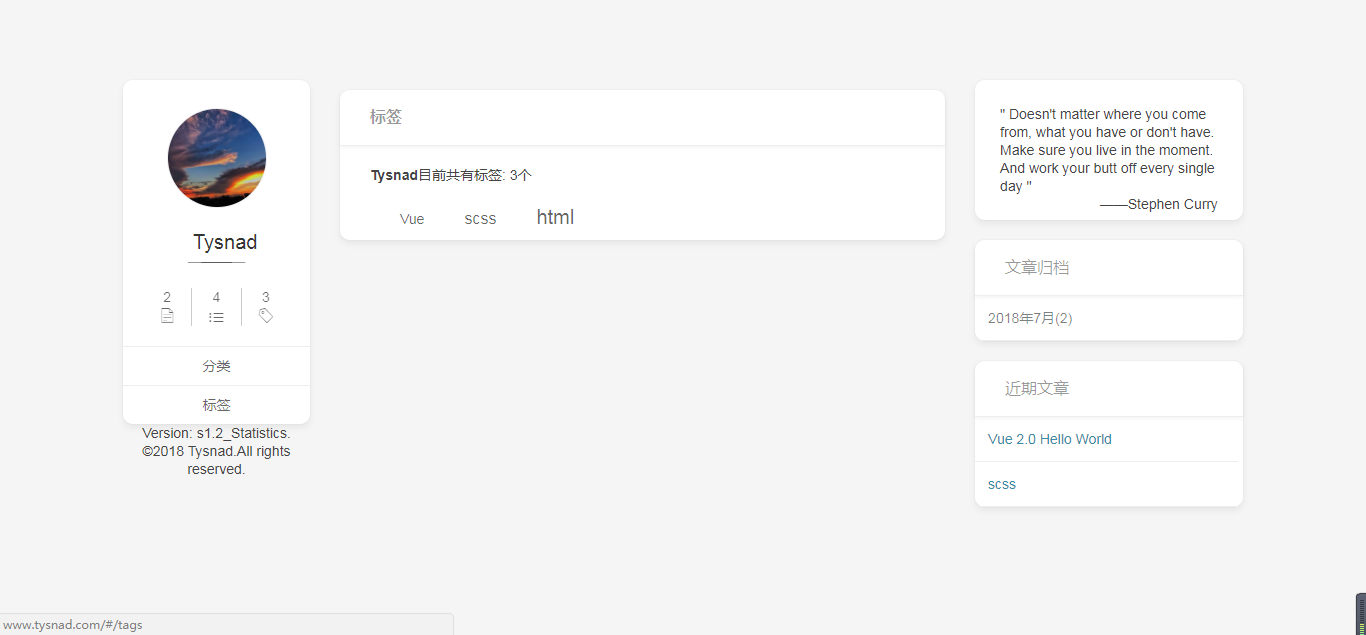 Tysnad
2 4 3
分类
标签
Version: s1.2_Statistics.
©2018 Tysnad.All rights
reserved.
标签
Tysnad目前共有标签: 3个
Vue scss html
" Doesn't matter where you come
from, what you have or don't have.
Make sure you live in the moment.
And work your butt off every single
day "
——Stephen Curry
文章归档
2018年7月(2)
近期文章
Vue 2.0 Hello World
scss
www.tysnad.com/#/tags